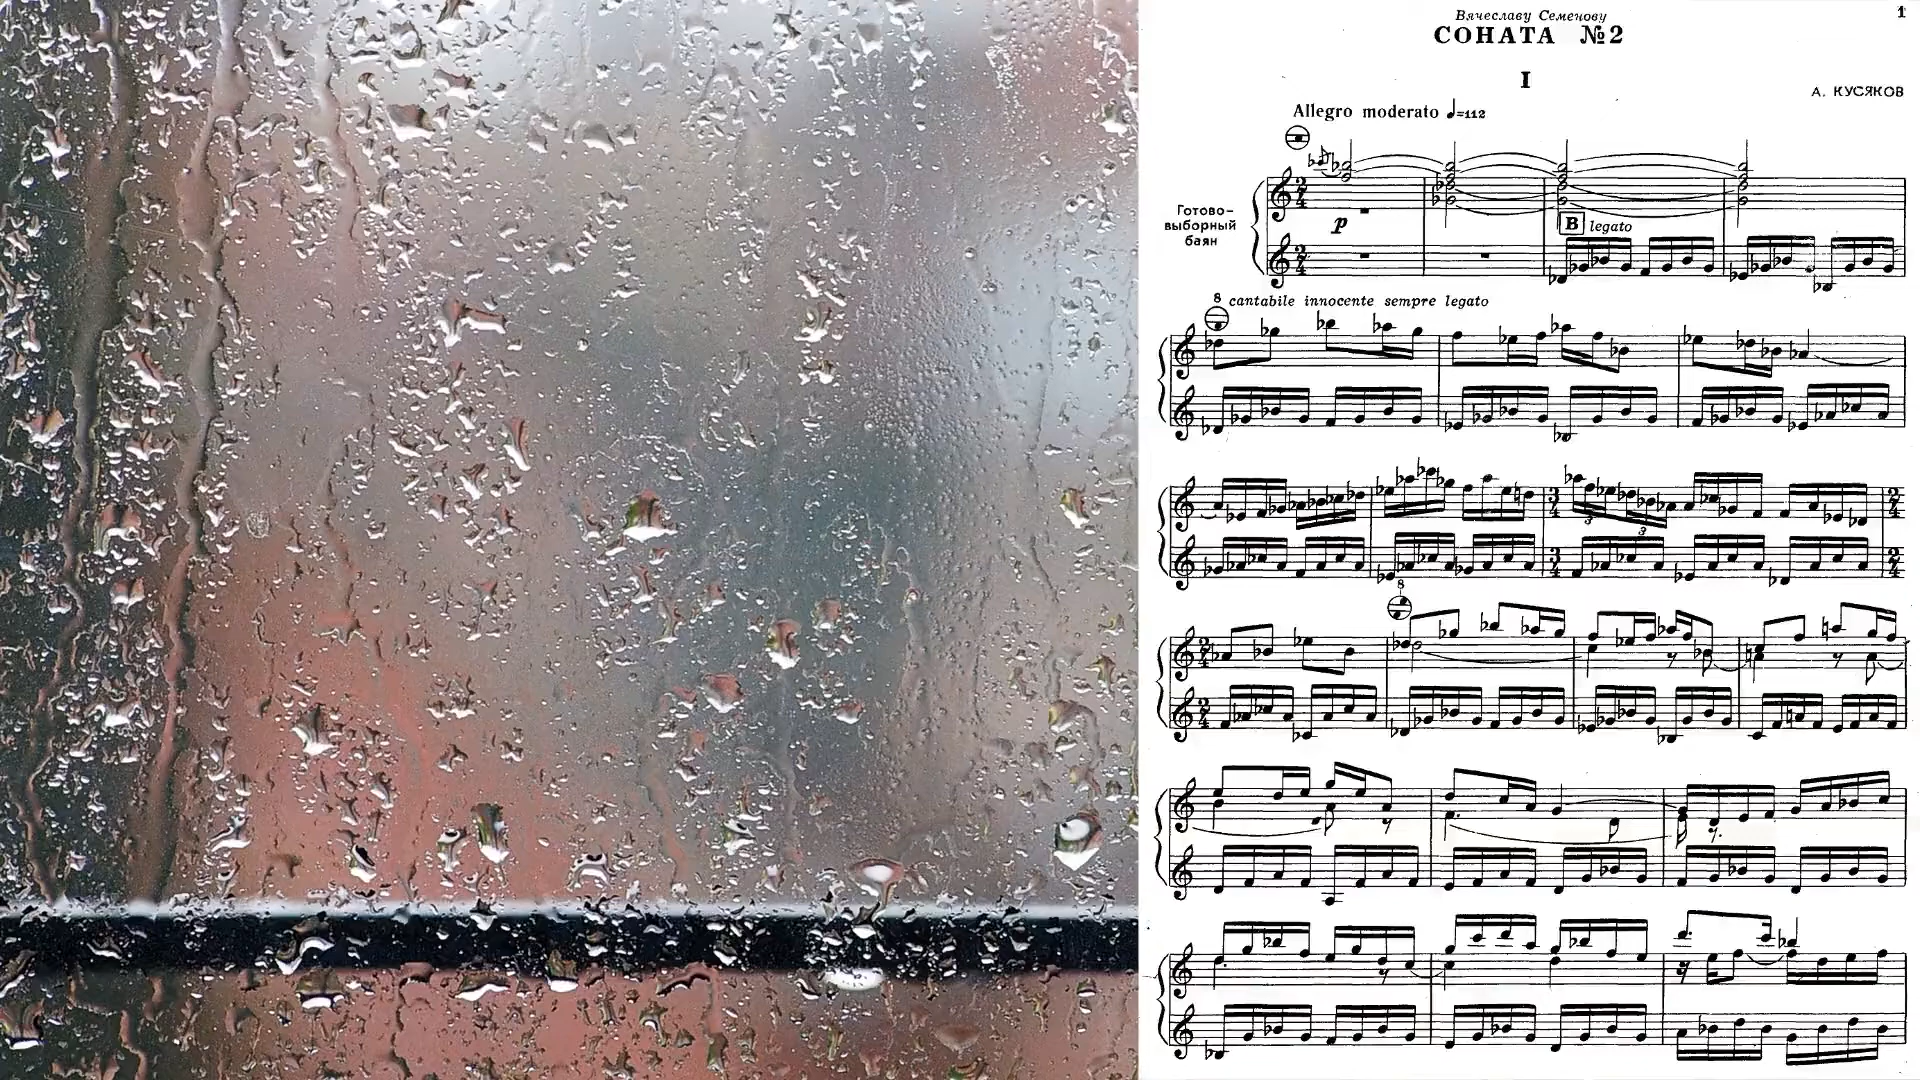 1
Вячеславу Семенову
СОНАТА №2
I
А. КУСЯКОВ
Allegro moderato ♩=112
Готово-
выборный
баян
p
B legato
8 cantabile innocente sempre legato
3 3
8